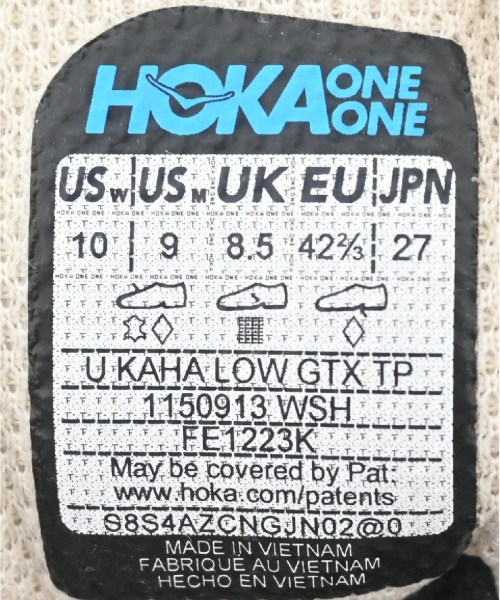 HOKA ONE ONE
US W US M UK EU JPN
10 9 8.5 42⅔ 27
U KAHA LOW GTX TP
1150913 WSH
FE1223K
May be covered by Pat:
www.hoka.com/patents
S8S4AZCNGJN02@0
MADE IN VIETNAM
FABRIQUÉ AU VIETNAM
HECHO EN VIETNAM